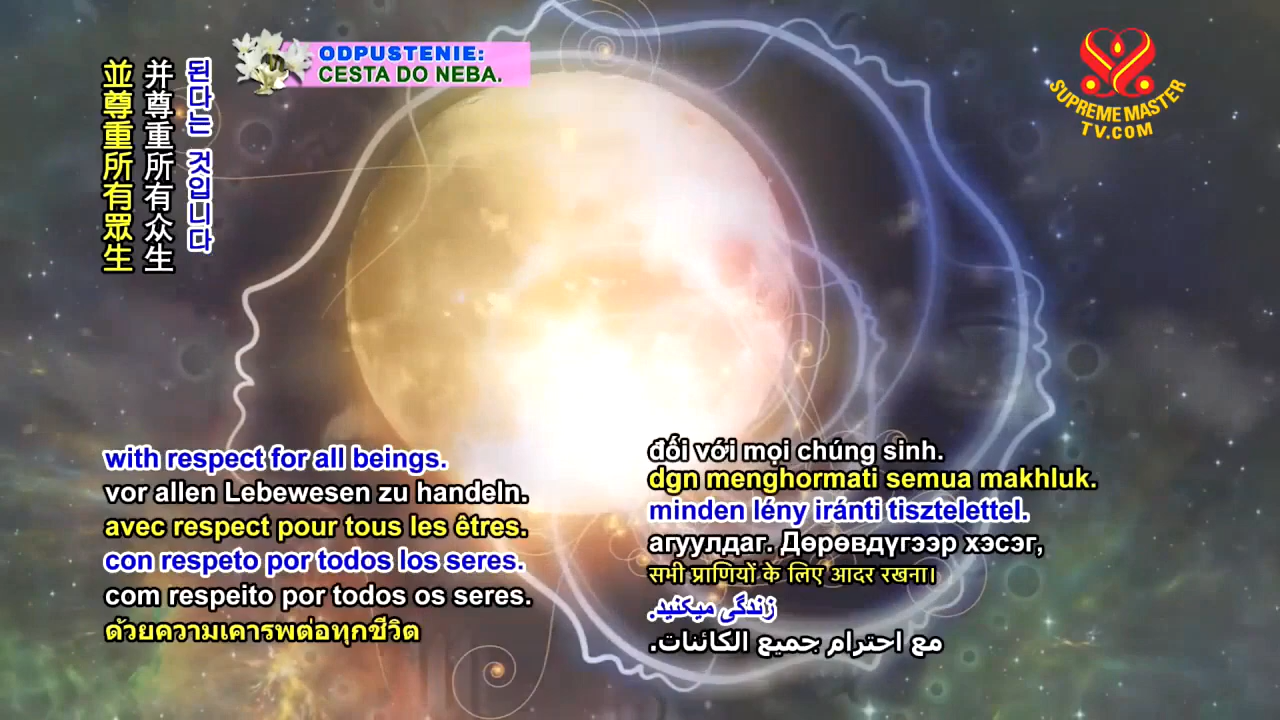 ODPUSTENIE:
CESTA DO NEBA.
SUPREME MASTER
TV.COM
된다는 것입니다
并尊重所有众生
並尊重所有眾生
with respect for all beings.
vor allen Lebewesen zu handeln.
avec respect pour tous les êtres.
con respeto por todos los seres.
com respeito por todos os seres.
ด้วยความเคารพต่อทุกชีวิต
đối với mọi chúng sinh.
dgn menghormati semua makhluk.
minden lény iránti tisztelettel.
агуулдаг. Дөрөвдүгээр хэсэг,
सभी प्राणियों के लिए आदर रखना।
زندگی میکنید.
مع احترام جميع الكائنات.